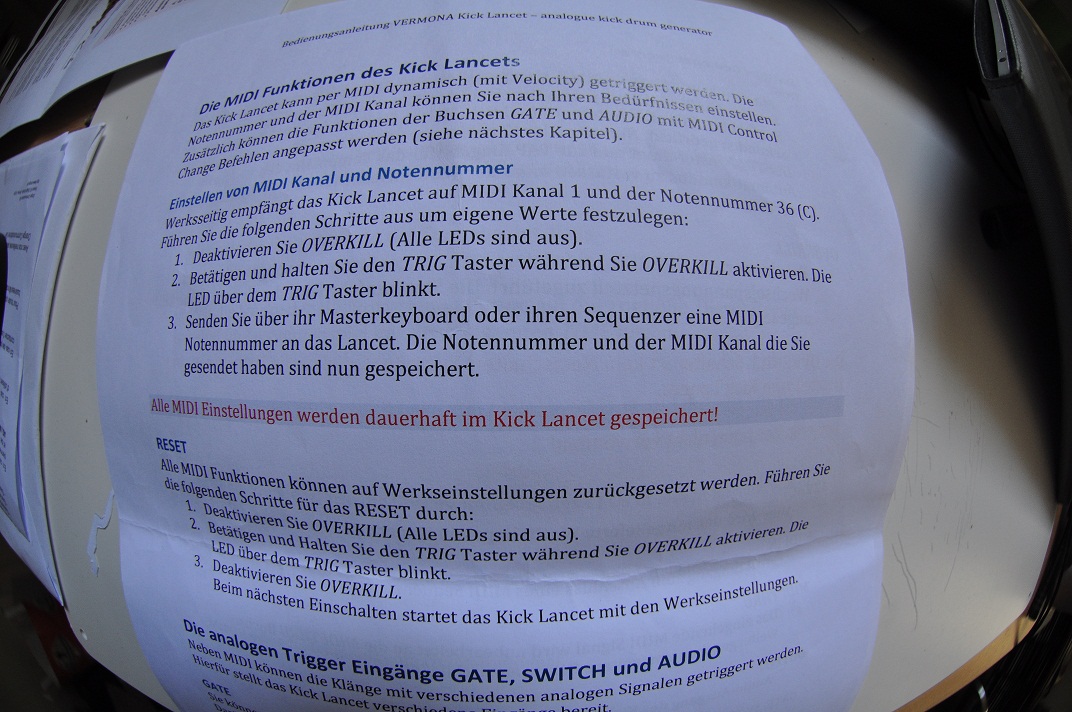 Bedienungsanleitung VERMONA Kick Lancet – analogue kick drum generator
Die MIDI Funktionen des Kick Lancets
Das Kick Lancet kann per MIDI dynamisch (mit Velocity) getriggert werden. Die
Notennummer und der MIDI Kanal können Sie nach Ihren Bedürfnissen einstellen.
Zusätzlich können die Funktionen der Buchsen GATE und AUDIO mit MIDI Control
Change Befehlen angepasst werden (siehe nächstes Kapitel).
Einstellen von MIDI Kanal und Notennummer
Werksseitig empfängt das Kick Lancet auf MIDI Kanal 1 und der Notennummer 36 (C).
Führen Sie die folgenden Schritte aus um eigene Werte festzulegen:
1. Deaktivieren Sie OVERKILL (Alle LEDs sind aus).
2. Betätigen und halten Sie den TRIG Taster während Sie OVERKILL aktivieren. Die
LED über dem TRIG Taster blinkt.
3. Senden Sie über ihr Masterkeyboard oder ihren Sequenzer eine MIDI
Notennummer an das Lancet. Die Notennummer und der MIDI Kanal die Sie
gesendet haben sind nun gespeichert.
Alle MIDI Einstellungen werden dauerhaft im Kick Lancet gespeichert!
RESET
Alle MIDI Funktionen können auf Werkseinstellungen zurückgesetzt werden. Führen Sie
die folgenden Schritte für das RESET durch:
1. Deaktivieren Sie OVERKILL (Alle LEDs sind aus).
2. Betätigen und Halten Sie den TRIG Taster während Sie OVERKILL aktivieren. Die
LED über dem TRIG Taster blinkt.
3. Deaktivieren Sie OVERKILL.
Beim nächsten Einschalten startet das Kick Lancet mit den Werkseinstellungen.
Die analogen Trigger Eingänge GATE, SWITCH und AUDIO
Neben MIDI können die Klänge mit verschiedenen analogen Signalen getriggert werden.
Hierfür stellt das Kick Lancet verschiedene Eingänge bereit.
GATE
Sie können